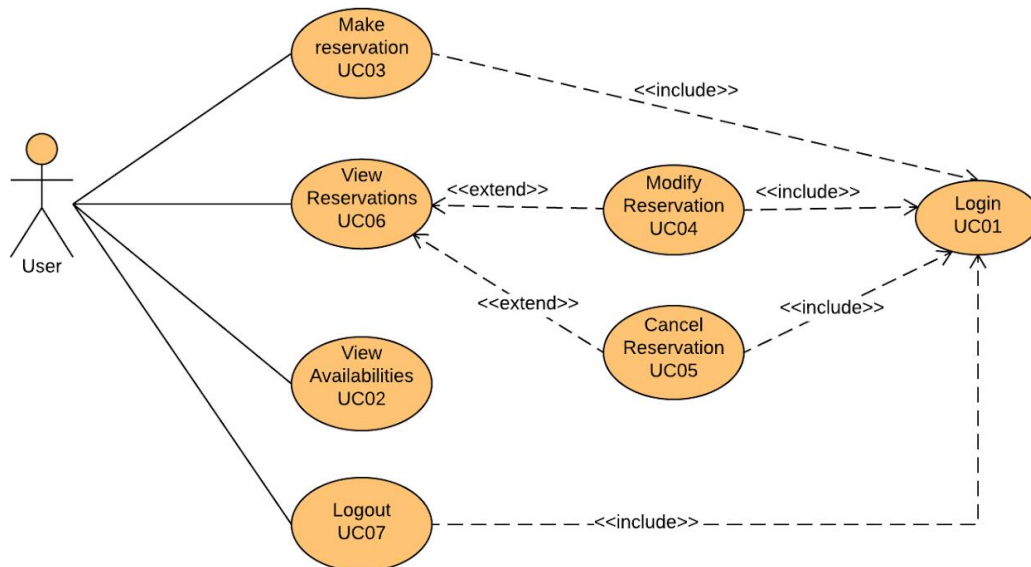 Make
reservation
UC03
<<include>>
View
Reservations
UC06
<<extend>>
Modify
Reservation
UC04
<<include>>
Login
UC01
User
<<extend>>
<<include>>
Cancel
Reservation
UC05
View
Availabilities
UC02
Logout
UC07
<<include>>